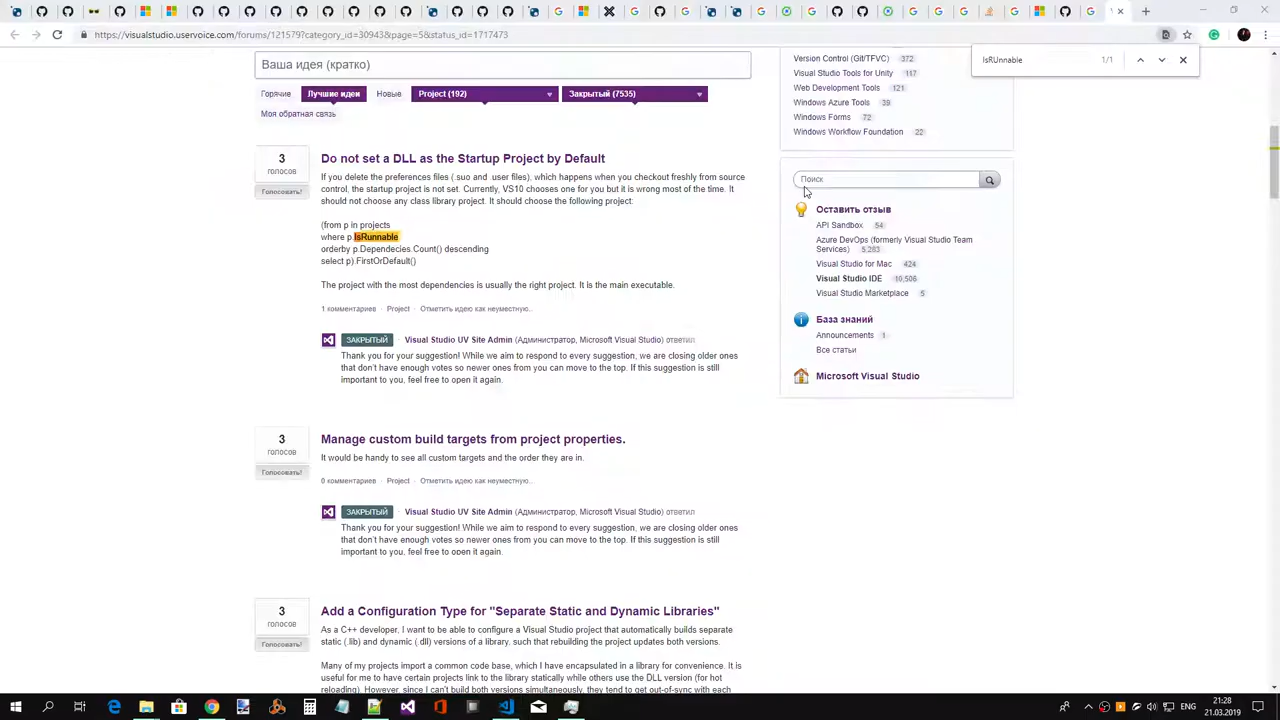 https://visualstudio.uservoice.com/forums/121579?category_id=30943&page=5&status_id=1717473
IsRUnnable
1/1
Ваша идея (кратко)
Горячие
Лучшие идеи
Новые
Project (192)
Закрытый (7535)
Моя обратная связь
3
голосов
Голосовать!
Do not set a DLL as the Startup Project by Default
If you delete the preferences files (.suo and .user files), which happens when you checkout freshly from source
control, the startup project is not set. Currently, VS10 chooses one for you but it is wrong most of the time. It
should not choose any class library project. It should choose the following project:
(from p in projects
where p.IsRunnable
orderby p.Dependecies.Count() descending
select p).FirstOrDefault()
The project with the most dependencies is usually the right project. It is the main executable.
1 комментариев · Project · Отметить идею как неуместную…
ЗАКРЫТЫЙ · Visual Studio UV Site Admin (Администратор, Microsoft Visual Studio) ответил
Thank you for your suggestion! While we aim to respond to every suggestion, we are closing older ones
that don't have enough votes so newer ones from you can move to the top. If this suggestion is still
important to you, feel free to open it again.
3
голосов
Голосовать!
Manage custom build targets from project properties.
It would be handy to see all custom targets and the order they are in.
0 комментариев · Project · Отметить идею как неуместную…
ЗАКРЫТЫЙ · Visual Studio UV Site Admin (Администратор, Microsoft Visual Studio) ответил
Thank you for your suggestion! While we aim to respond to every suggestion, we are closing older ones
that don't have enough votes so newer ones from you can move to the top. If this suggestion is still
important to you, feel free to open it again.
3
голосов
Голосовать!
Add a Configuration Type for "Separate Static and Dynamic Libraries"
As a C++ developer, I want to be able to configure a Visual Studio project that automatically builds separate
static (.lib) and dynamic (.dll) versions of a library, such that rebuilding the project updates both versions.
Many of my projects import a common code base, which I have encapsulated in a library for convenience. It is
useful for me to have certain projects link to the library statically while others use the DLL version (for hot
reloading). However, since I can't build both versions simultaneously, they tend to get out-of-sync with each
Version Control (Git/TFVC) 372
Visual Studio Tools for Unity 117
Web Development Tools 121
Windows Azure Tools 39
Windows Forms 72
Windows Workflow Foundation 22
Поиск
Оставить отзыв
API Sandbox 54
Azure DevOps (formerly Visual Studio Team
Services) 5,283
Visual Studio for Mac 424
Visual Studio IDE 10,506
Visual Studio Marketplace 5
База знаний
Announcements 1
Все статьи
Microsoft Visual Studio
ENG
21:28
21.03.2019